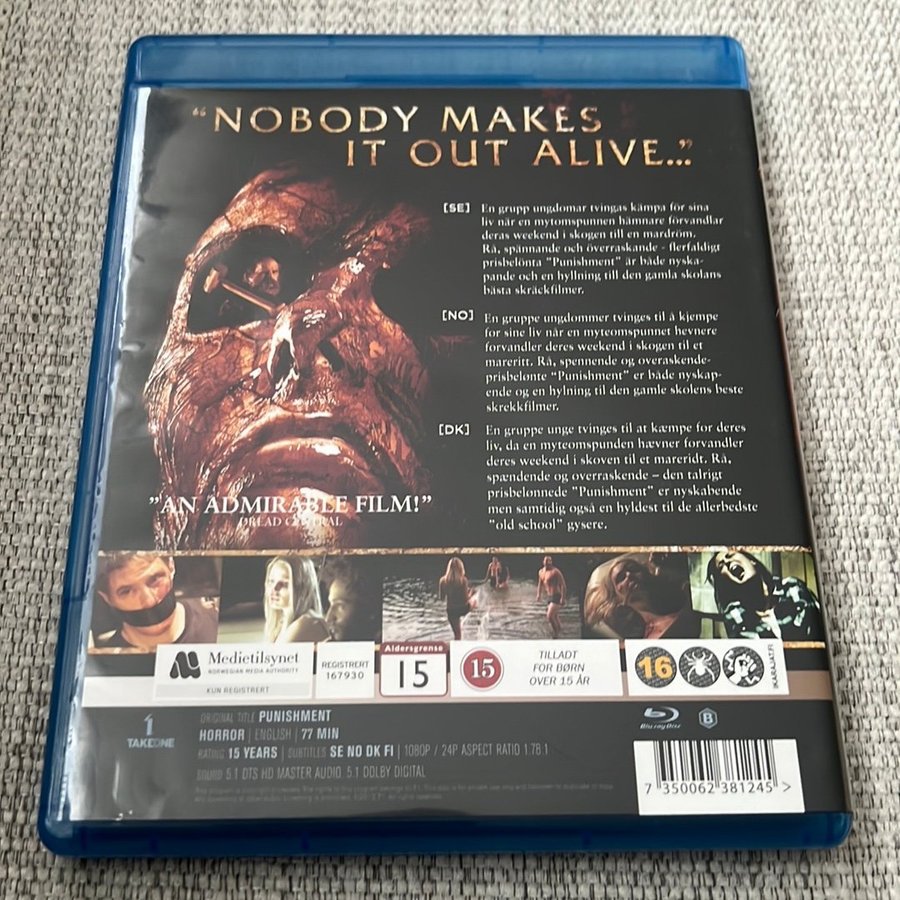 “NOBODY MAKES
IT OUT ALIVE...”
[SE] En grupp ungdomar tvingas kämpa för sina
liv när en mytomspunnen hämnare förvandlar
deras weekend i skogen till en mardröm.
Rå, spännande och överraskande - flerfaldigt
prisbelönta "Punishment" är både nyska-
pande och en hyllning till den gamla skolans
bästa skräckfilmer.
[NO] En gruppe ungdommer tvinges til å kjempe
for sine liv når en myteomspunnet hevnere
forvandler deres weekend i skogen til et
mareritt. Rå, spennende og overaskende-
prisbelønte "Punishment" er både nyskap-
ende og en hylning til den gamle skolens beste
skrekkfilmer.
[DK] En gruppe unge tvinges til at kæmpe for deres
liv, da en myteomspunden hævner forvandler
deres weekend i skoven til et mareridt. Rå,
spændende og overraskende – den talrigt
prisbelønnede "Punishment" er nyskabende
men samtidig også en hyldest til de allerbedste
"old school" gysere.
”AN ADMIRABLE FILM!”
DREAD CENTRAL
Medietilsynet
NORWEGIAN MEDIA AUTHORITY
KUN REGISTRERT
REGISTRERT
167930
Aldersgrense
15
15
TILLADT
FOR BØRN
OVER 15 ÅR
16
IKÄRAJAT.FI
1
TAKEONE
ORIGINAL TITLE PUNISHMENT
HORROR | ENGLISH | 77 MIN
RATING 15 YEARS | SUBTITLES SE NO DK FI | 1080P / 24P ASPECT RATIO 1.78.1
SOUND 5.1 DTS HD MASTER AUDIO 5.1 DOLBY DIGITAL
Blu-ray Disc
B
7 350062 381245 >